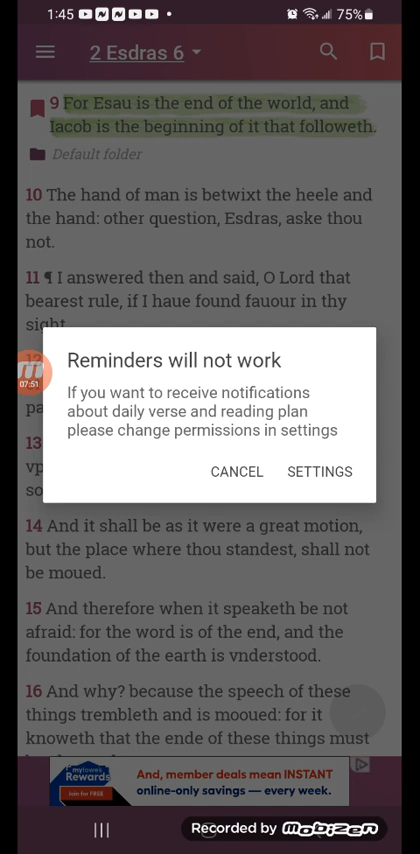 1:45 75%
2 Esdras 6
9 For Esau is the end of the world, and
Iacob is the beginning of it that followeth.
Default folder
10 The hand of man is betwixt the heele and
the hand: other question, Esdras, aske thou
not.
11 ¶ I answered then and said, O Lord that
bearest rule, if I haue found fauour in thy
sight
12
07:51
pa
13
vp
so
Reminders will not work
If you want to receive notifications
about daily verse and reading plan
please change permissions in settings
CANCEL SETTINGS
14 And it shall be as it were a great motion,
but the place where thou standest, shall not
be moued.
15 And therefore when it speaketh be not
afraid: for the word is of the end, and the
foundation of the earth is vnderstood.
16 And why? because the speech of these
things trembleth and is mooued: for it
knoweth that the ende of these things must
mylowe's
Rewards
Join for FREE
And, member deals mean INSTANT
online-only savings — every week.
Recorded by MOBIZEN